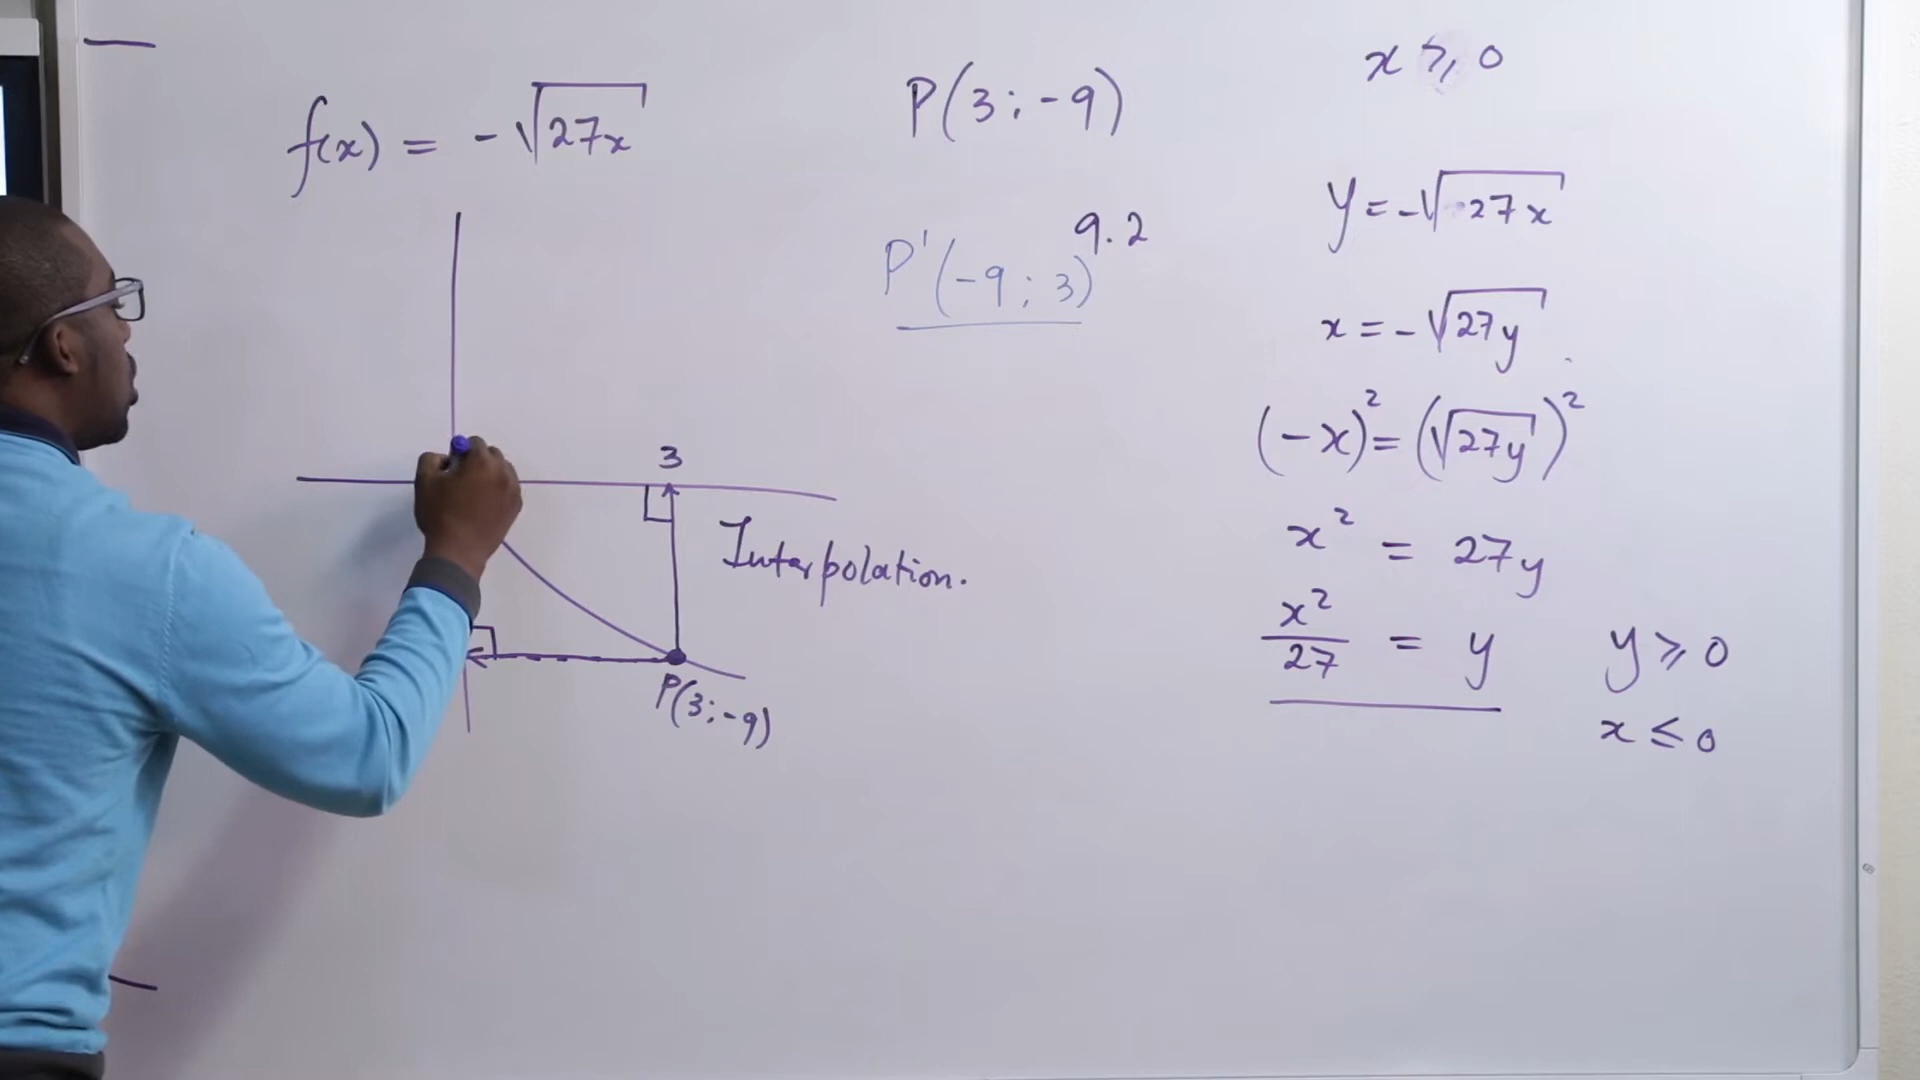 f(x) = -√27x
P(3;-9)
9.2
P'(-9;3)
3
Interpolation.
P(3;-9)
x ⩾ 0
y = -√27x
x = -√27y
(-x)² = (√27y)²
x² = 27y
x²/27 = y
y ⩾ 0
x ≤ 0